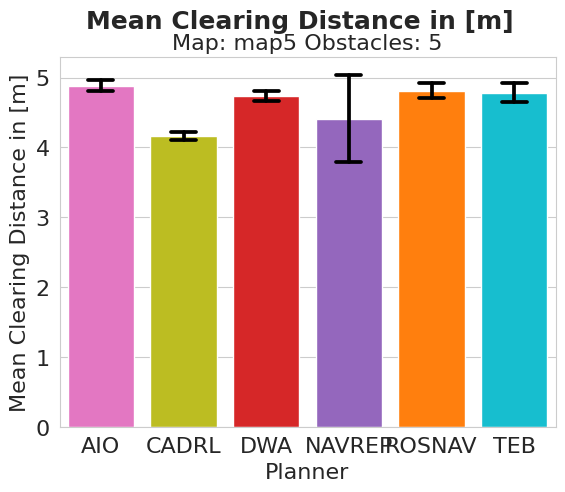 Mean Clearing Distance in [m]
Map: map5 Obstacles: 5
Mean Clearing Distance in [m]
5
4
3
2
1
0
AIO CADRL DWA NAVREP ROSNAV TEB
Planner